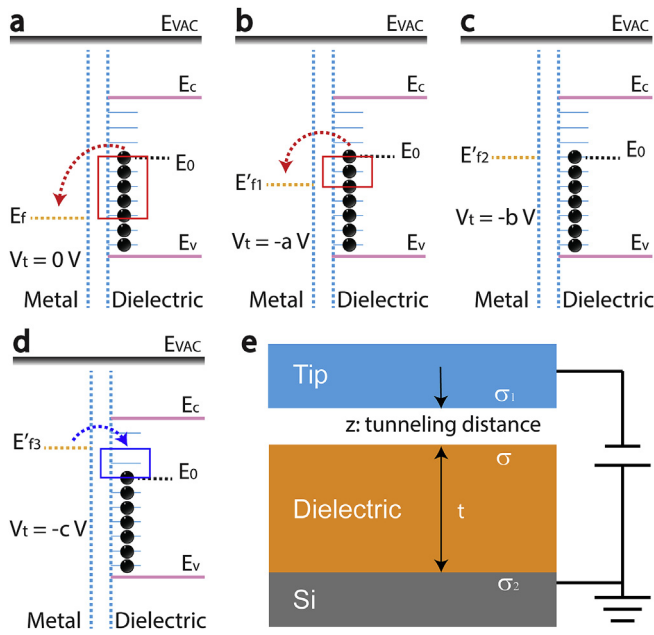 a
EVAC
Ec
E0
Ef
Ev
Vt = 0 V
Metal Dielectric
b
EVAC
Ec
E0
E'f1
Ev
Vt = -a V
Metal Dielectric
c
EVAC
Ec
E'f2
E0
Vt = -b V
Ev
Metal Dielectric
d
EVAC
Ec
E'f3
E0
Vt = -c V
Ev
Metal Dielectric
e
Tip
σ1
z: tunneling distance
σ
Dielectric
t
σ2
Si